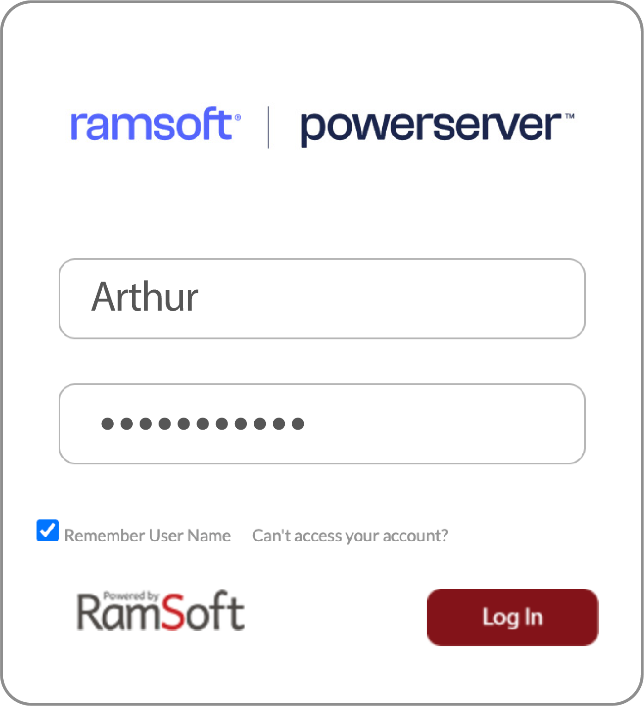 ramsoft® | powerserver™
Arthur
•••••••••••
Remember User Name Can't access your account?
Powered by
RamSoft
Log In